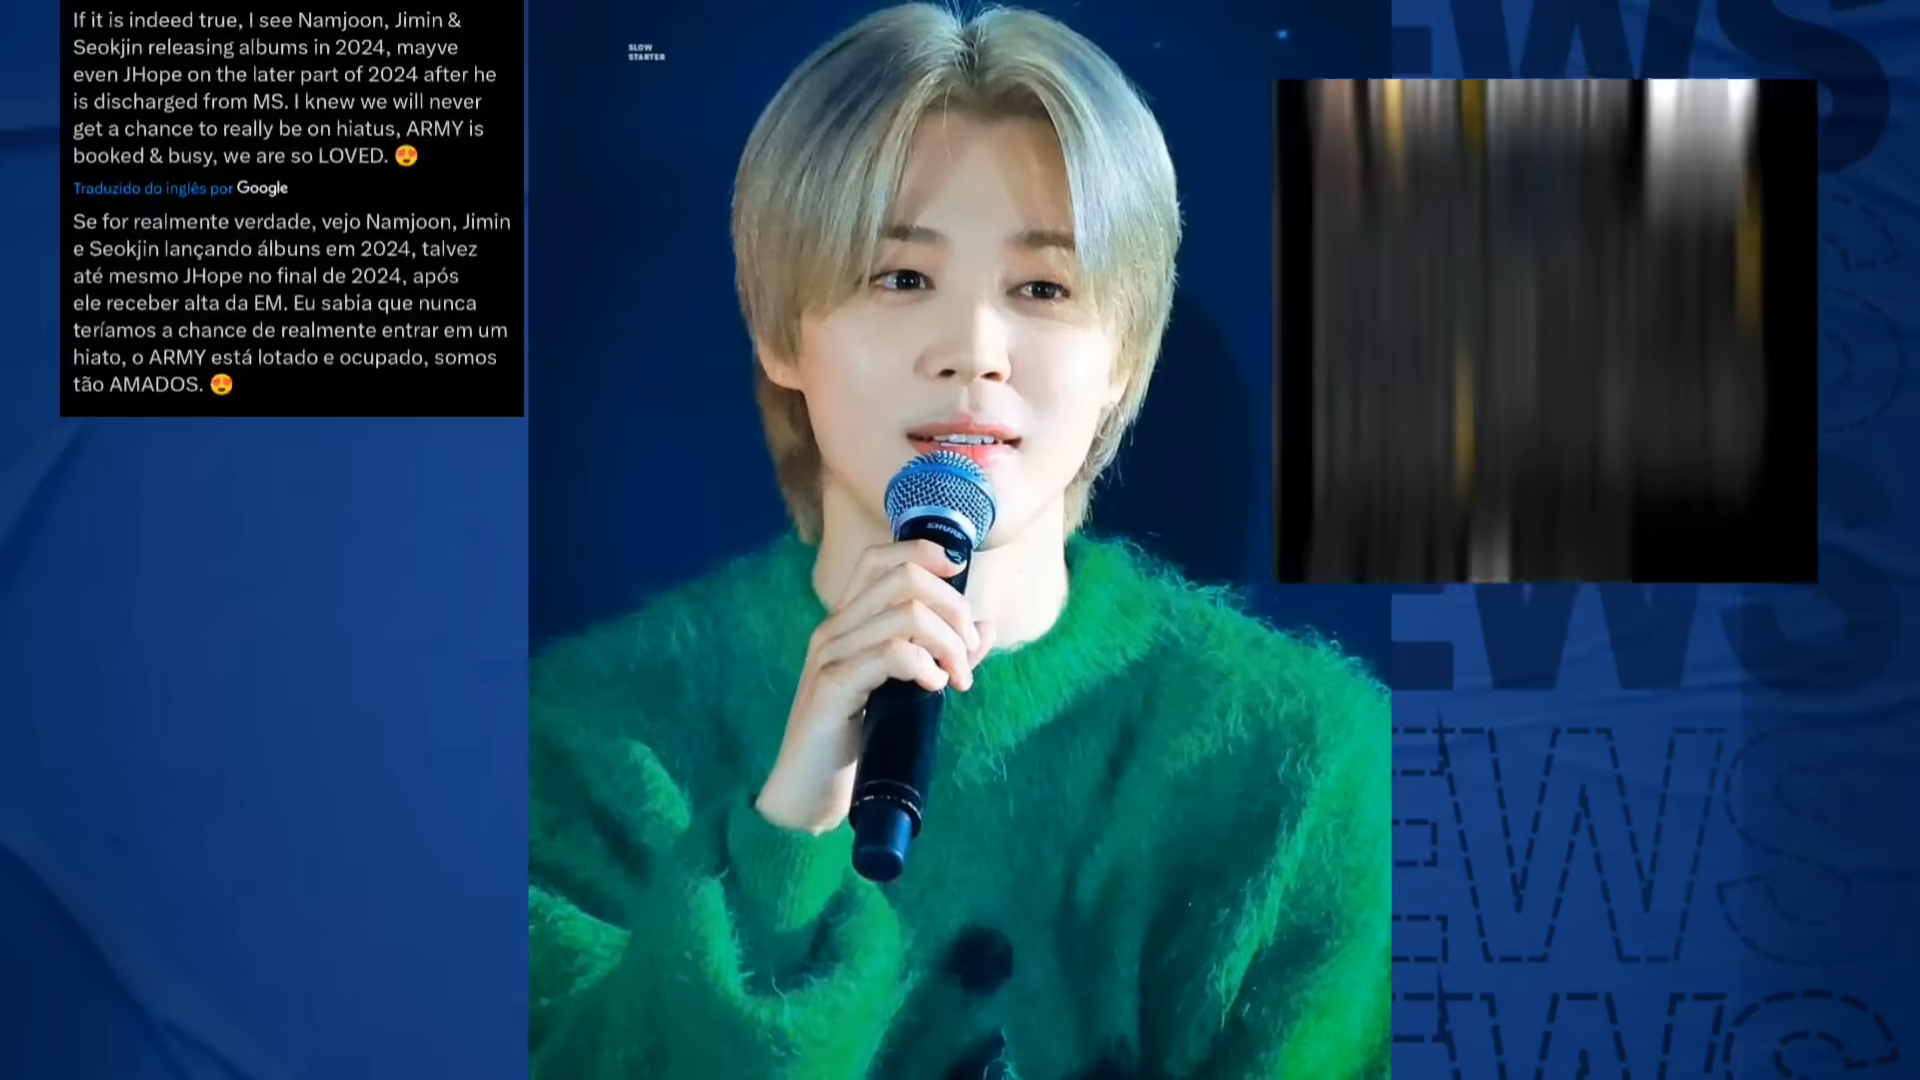 If it is indeed true, I see Namjoon, Jimin &
Seokjin releasing albums in 2024, mayve
even JHope on the later part of 2024 after he
is discharged from MS. I knew we will never
get a chance to really be on hiatus, ARMY is
booked & busy, we are so LOVED. 😍
Traduzido do inglês por Google
Se for realmente verdade, vejo Namjoon, Jimin
e Seokjin lançando álbuns em 2024, talvez
até mesmo JHope no final de 2024, após
ele receber alta da EM. Eu sabia que nunca
teríamos a chance de realmente entrar em um
hiato, o ARMY está lotado e ocupado, somos
tão AMADOS. 😍
SLOW
STARTER
SHURE
EWS
EWS
EWS
EWS